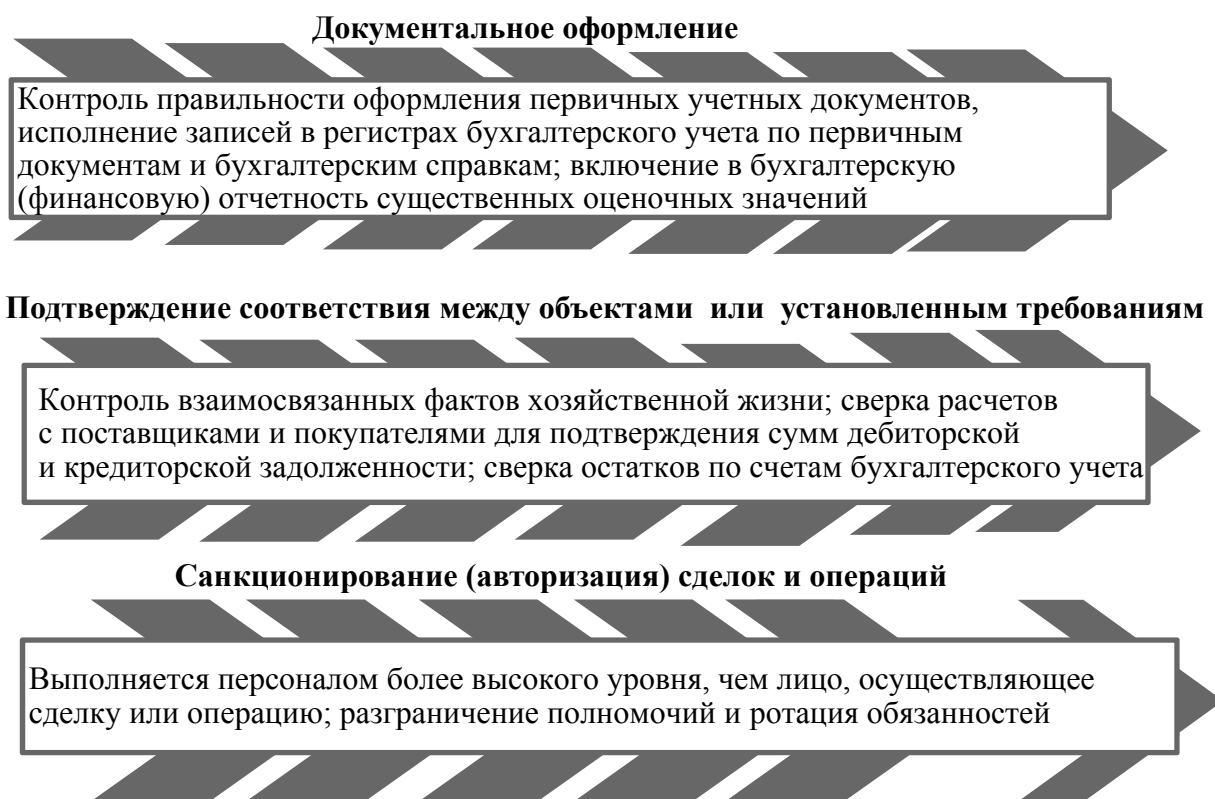 Документальное оформление
Контроль правильности оформления первичных учетных документов,
исполнение записей в регистрах бухгалтерского учета по первичным
документам и бухгалтерским справкам; включение в бухгалтерскую
(финансовую) отчетность существенных оценочных значений
Подтверждение соответствия между объектами или установленным требованиям
Контроль взаимосвязанных фактов хозяйственной жизни; сверка расчетов
с поставщиками и покупателями для подтверждения сумм дебиторской
и кредиторской задолженности; сверка остатков по счетам бухгалтерского учета
Санкционирование (авторизация) сделок и операций
Выполняется персоналом более высокого уровня, чем лицо, осуществляющее
сделку или операцию; разграничение полномочий и ротация обязанностей